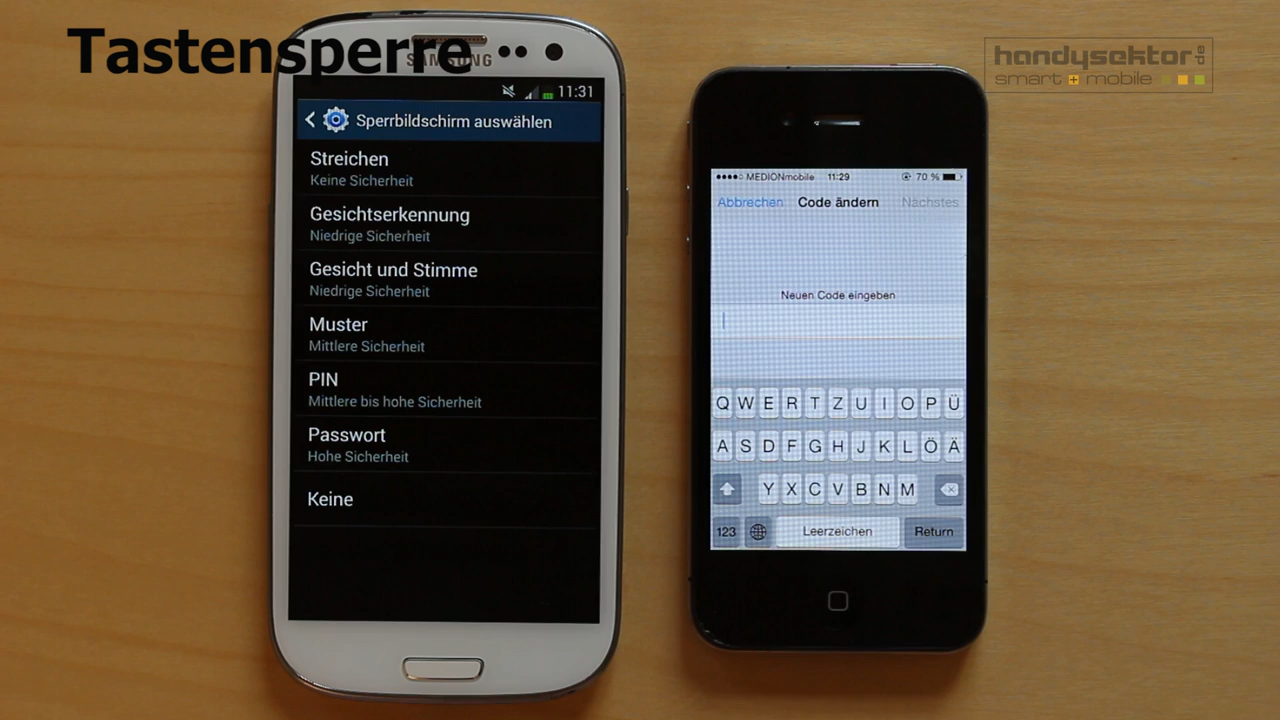 Tastensperre
SAMSUNG
handysektor.de
smart + mobile
11:31
Sperrbildschirm auswählen
Streichen
Keine Sicherheit
Gesichtserkennung
Niedrige Sicherheit
Gesicht und Stimme
Niedrige Sicherheit
Muster
Mittlere Sicherheit
PIN
Mittlere bis hohe Sicherheit
Passwort
Hohe Sicherheit
Keine
MEDIONmobile 11:29 70 %
Abbrechen Code ändern Nächstes
Neuen Code eingeben
Q W E R T Z U I O P Ü
A S D F G H J K L Ö Ä
Y X C V B N M
123 Leerzeichen Return